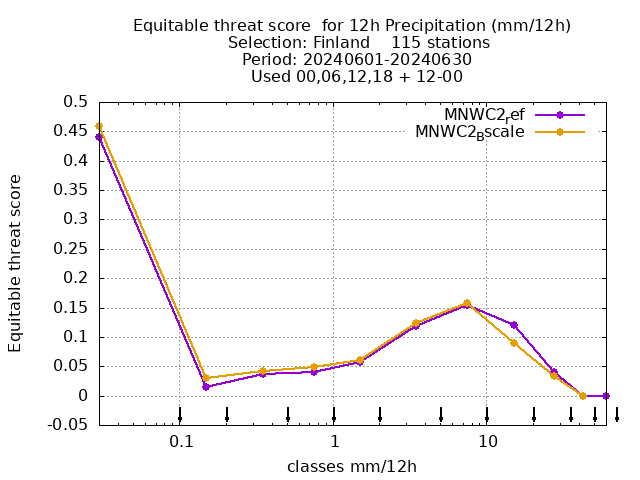 Equitable threat score  for 12h Precipitation (mm/12h)
Selection: Finland    115 stations
Period: 20240601-20240630
Used 00,06,12,18 + 12-00
MNWC2ref
MNWC2Bscale
0.5
0.45
0.4
0.35
0.3
0.25
0.2
0.15
0.1
0.05
0
-0.05
Equitable threat score
0.1 1 10
classes mm/12h